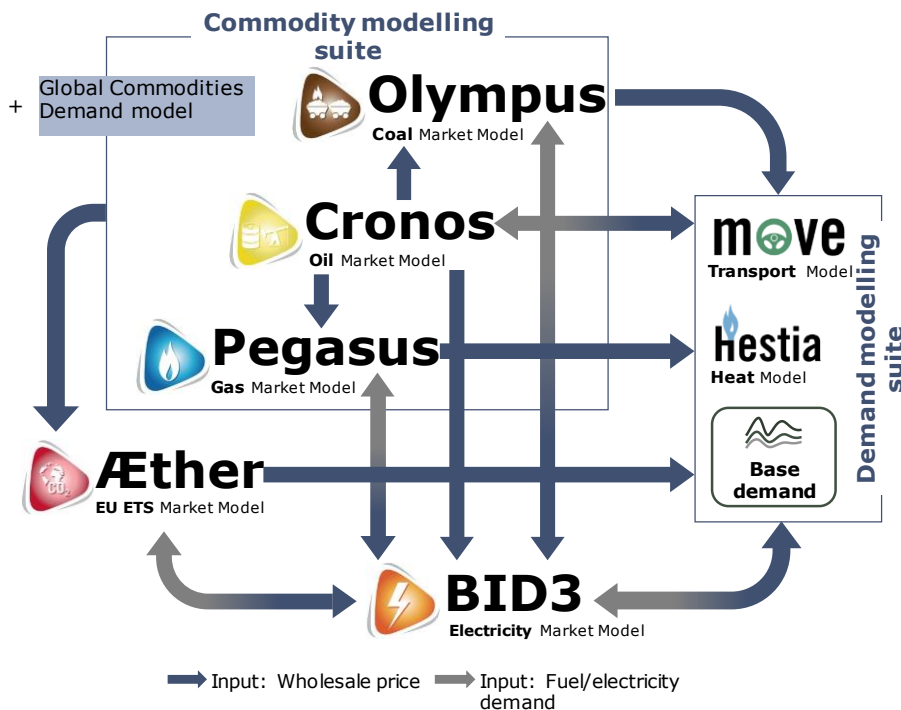 Commodity modelling
suite
+ Global Commodities
Demand model
Olympus
Coal Market Model
Cronos
Oil Market Model
Pegasus
Gas Market Model
move
Transport Model
Hestia
Heat Model
Base
demand
Demand modelling
suite
CO2
Æther
EU ETS Market Model
BID3
Electricity Market Model
Input: Wholesale price
Input: Fuel/electricity
demand